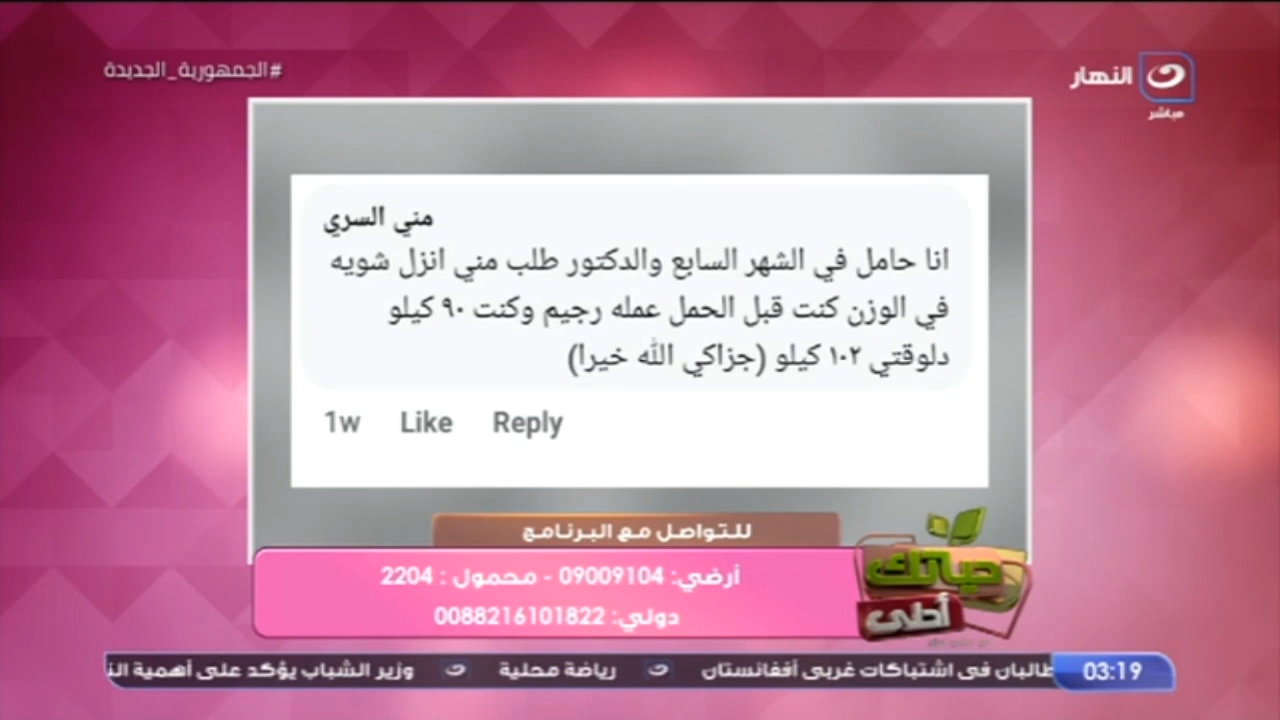 #الجمهورية_الجديدة
النهار
مباشر
مني السري
انا حامل في الشهر السابع والدكتور طلب مني انزل شويه
في الوزن كنت قبل الحمل عمله رجيم وكنت ٩٠ كيلو
دلوقتي ١٠٢ كيلو (جزاكي الله خيرا)
1w Like Reply
للتواصل مع البرنامج
أرضي: 09009104 - محمول : 2204
دولي: 0088216101822
حياتك
أحلى
03:19
طالبان فى اشتباكات غربى أفغانستان رياضة محلية وزير الشباب يؤكد على أهمية